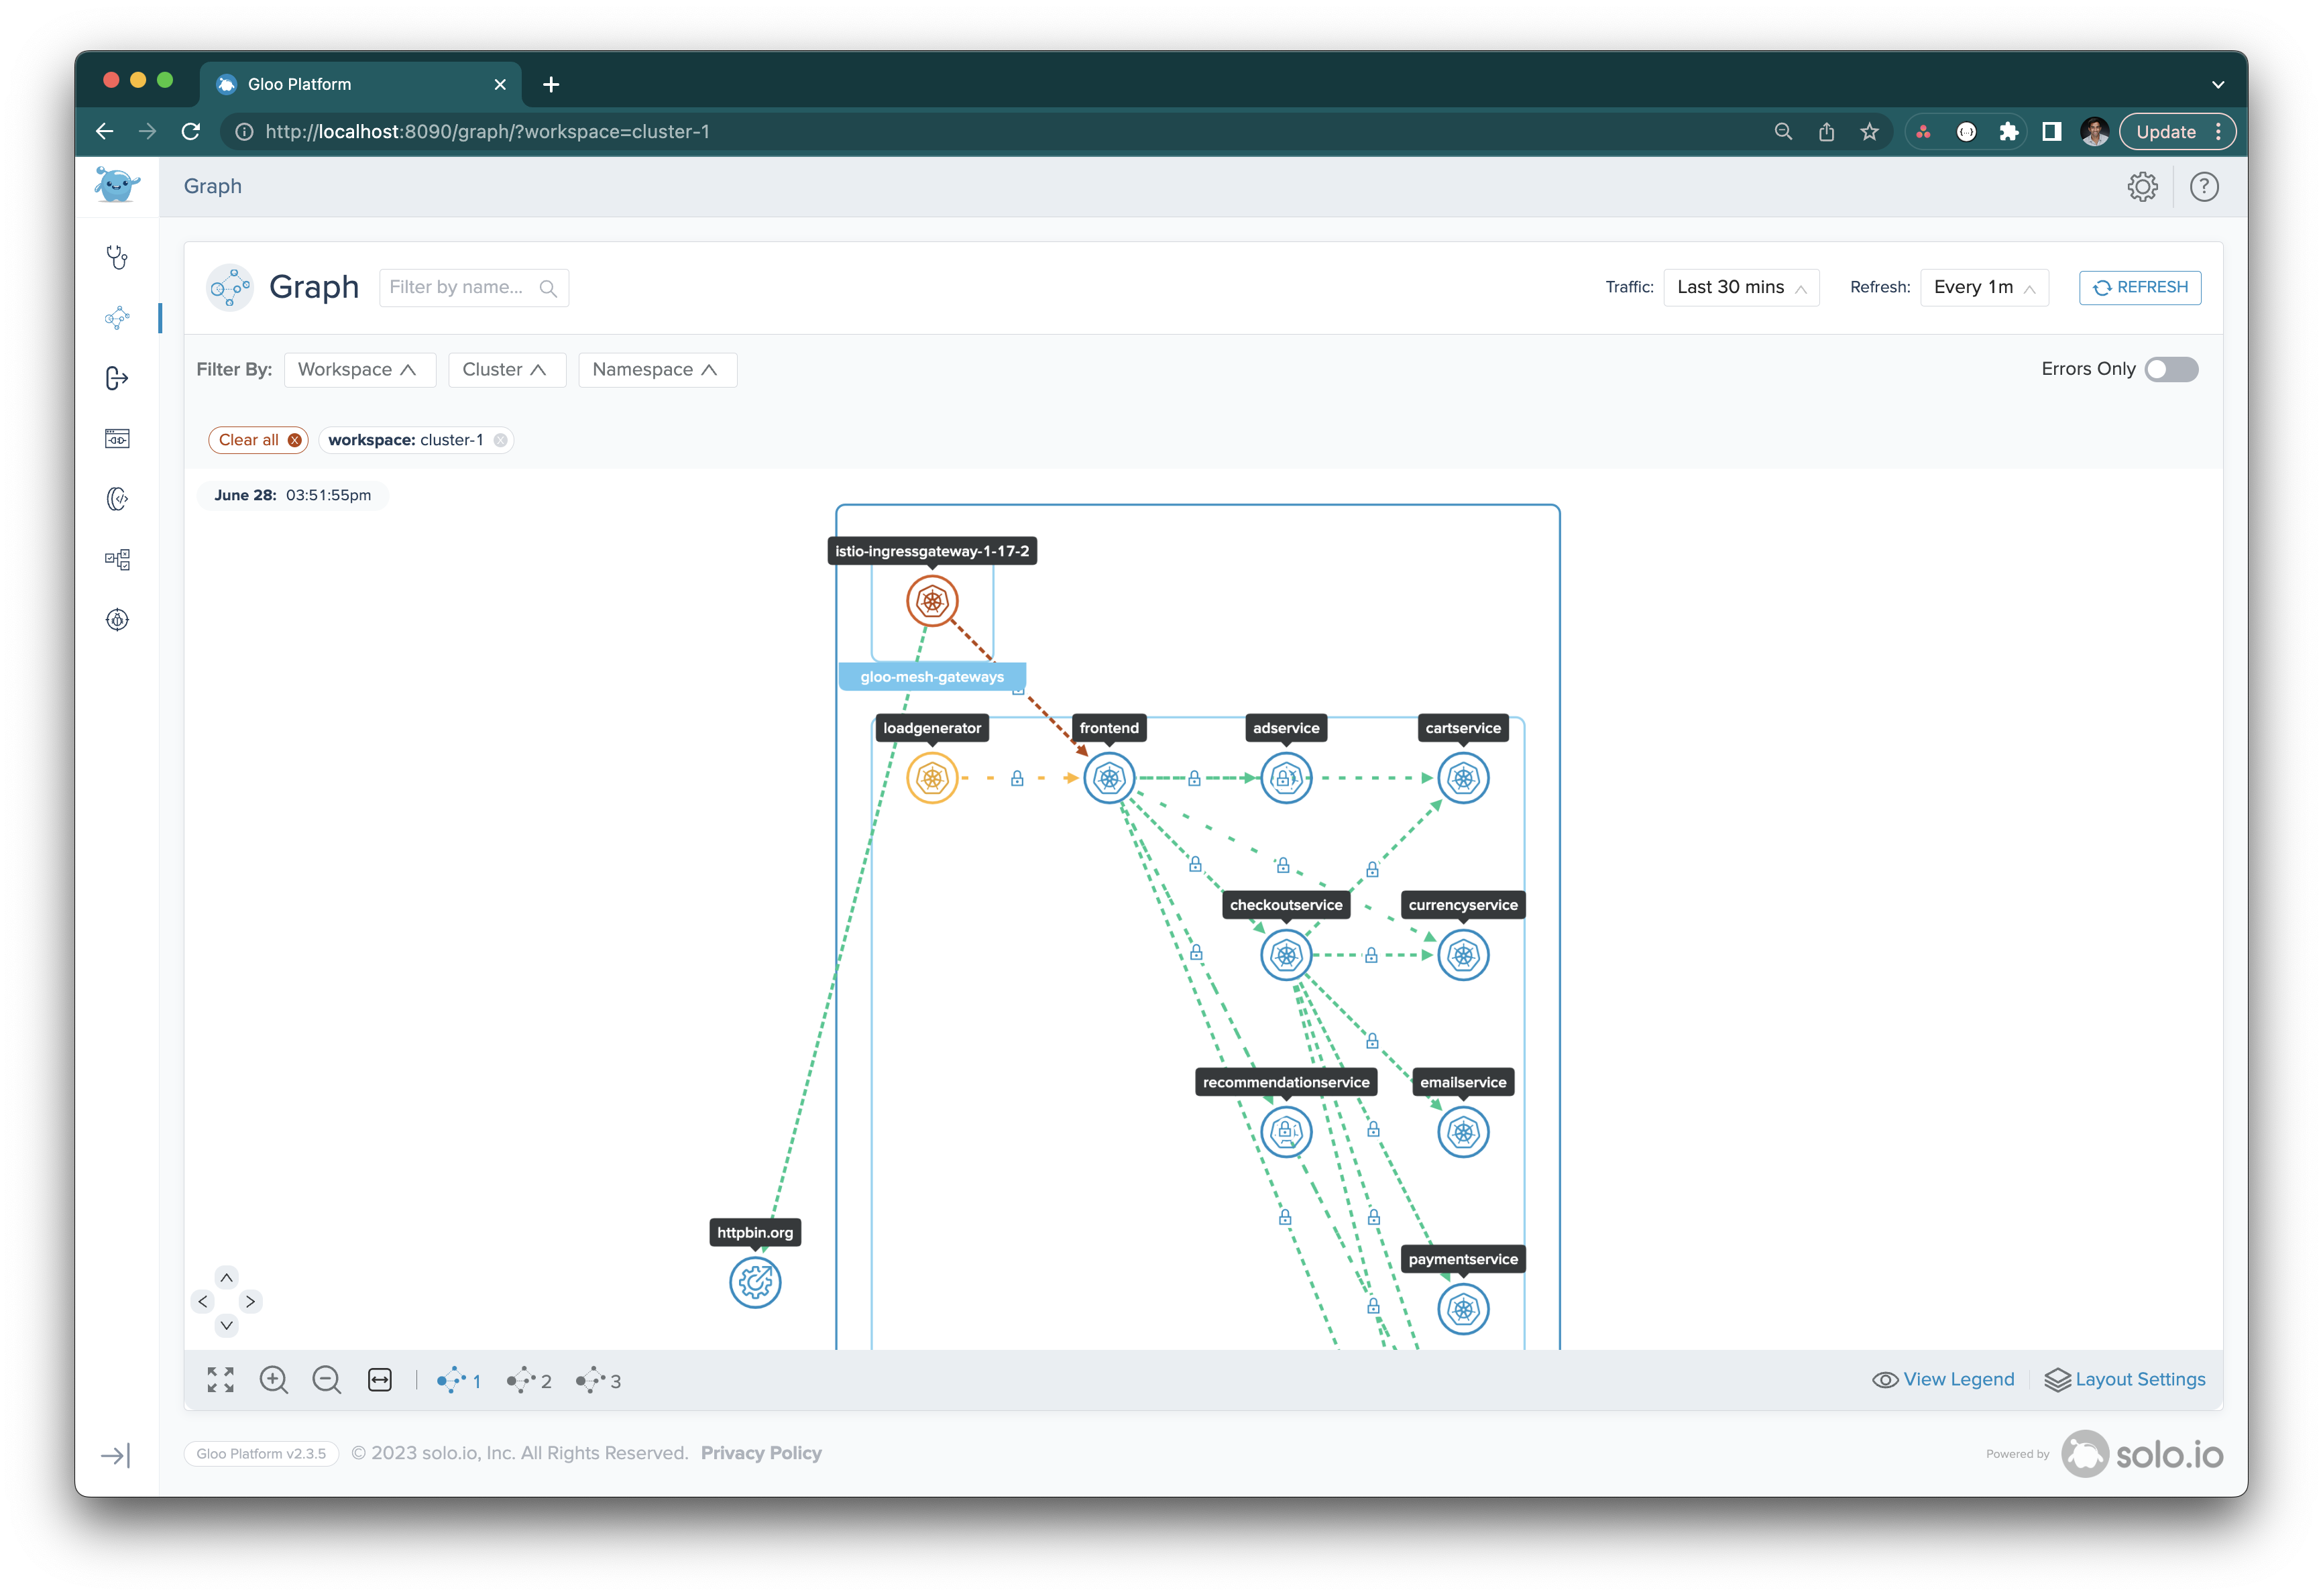 Gloo Platform
http://localhost:8090/graph/?workspace=cluster-1
Update
Graph
Graph
Filter by name...
Traffic: Last 30 mins
Refresh: Every 1m
REFRESH
Filter By: Workspace Cluster Namespace
Errors Only
Clear all
workspace: cluster-1
June 28: 03:51:55pm
istio-ingressgateway-1-17-2
gloo-mesh-gateways
loadgenerator
frontend
adservice
cartservice
checkoutservice
currencyservice
recommendationservice
emailservice
httpbin.org
paymentservice
1 2 3
View Legend
Layout Settings
Gloo Platform v2.3.5
© 2023 solo.io, Inc. All Rights Reserved. Privacy Policy
Powered by
solo.io